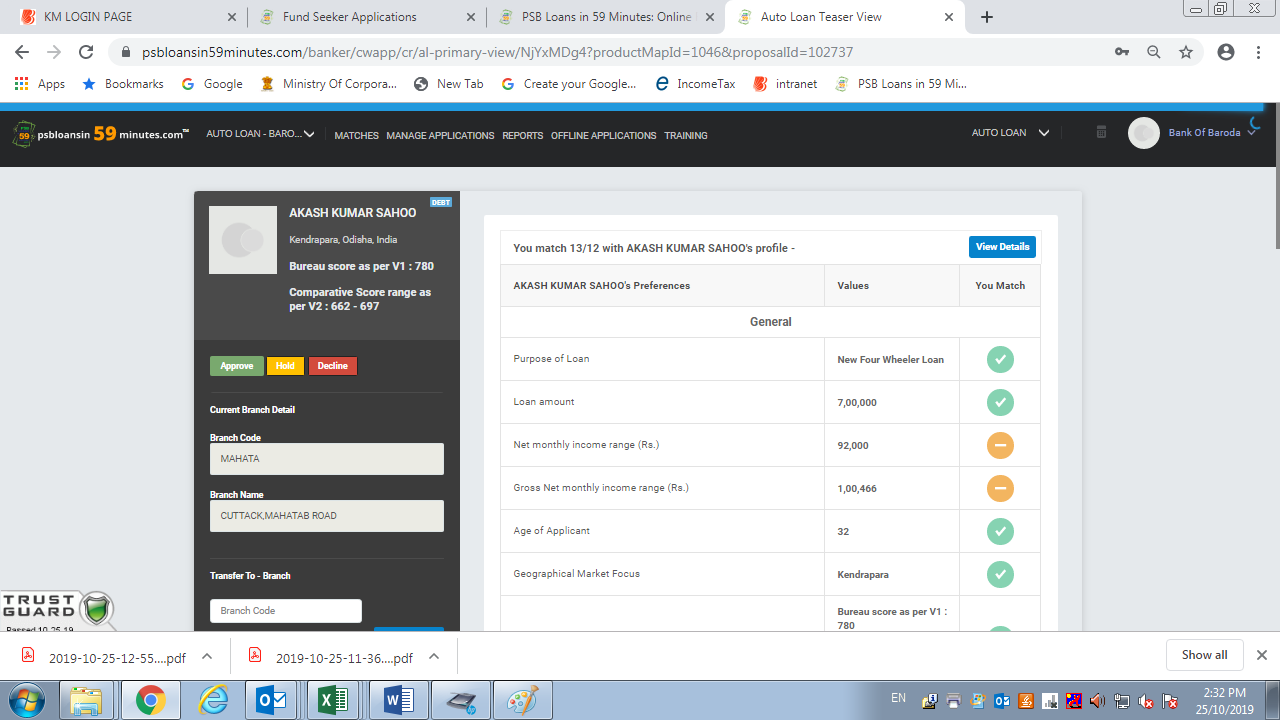 KM LOGIN PAGE
Fund Seeker Applications
PSB Loans in 59 Minutes: Online
Auto Loan Teaser View
psbloansin59minutes.com/banker/cwapp/cr/al-primary-view/NjYxMDg4?productMapId=1046&proposalId=102737
Apps Bookmarks Google Ministry Of Corpora... New Tab Create your Google... IncomeTax intranet PSB Loans in 59 Mi...
psbloansin 59 minutes.com™ AUTO LOAN - BARO... MATCHES MANAGE APPLICATIONS REPORTS OFFLINE APPLICATIONS TRAINING AUTO LOAN Bank Of Baroda
DEBT
AKASH KUMAR SAHOO
Kendrapara, Odisha, India
Bureau score as per V1 : 780
Comparative Score range as
per V2 : 662 - 697
Approve Hold Decline
Current Branch Detail
Branch Code
MAHATA
Branch Name
CUTTACK,MAHATAB ROAD
Transfer To - Branch
Branch Code
You match 13/12 with AKASH KUMAR SAHOO's profile - View Details
AKASH KUMAR SAHOO's Preferences Values You Match
General
Purpose of Loan New Four Wheeler Loan
Loan amount 7,00,000
Net monthly income range (Rs.) 92,000
Gross Net monthly income range (Rs.) 1,00,466
Age of Applicant 32
Geographical Market Focus Kendrapara
Bureau score as per V1 :
780
TRUST
GUARD
Passed 10-25-19
2019-10-25-12-55....pdf 2019-10-25-11-36....pdf Show all
EN
2:32 PM
25/10/2019